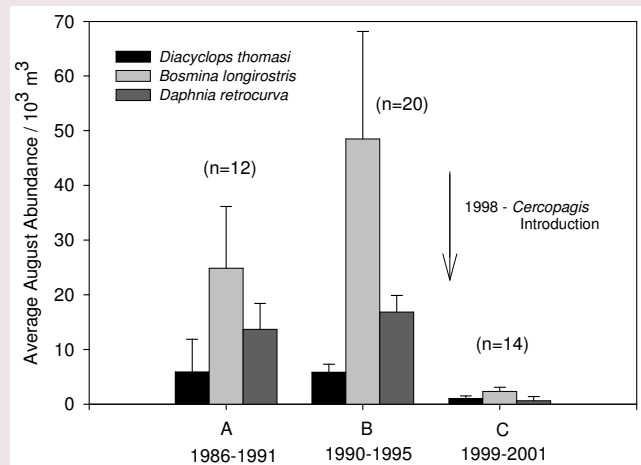 Average August Abundance / 10³ m³
70
60
50
40
30
20
10
0
Diacyclops thomasi
Bosmina longirostris
Daphnia retrocurva
(n=12)
(n=20)
(n=14)
1998 - Cercopagis
Introduction
A
B
C
1986-1991
1990-1995
1999-2001